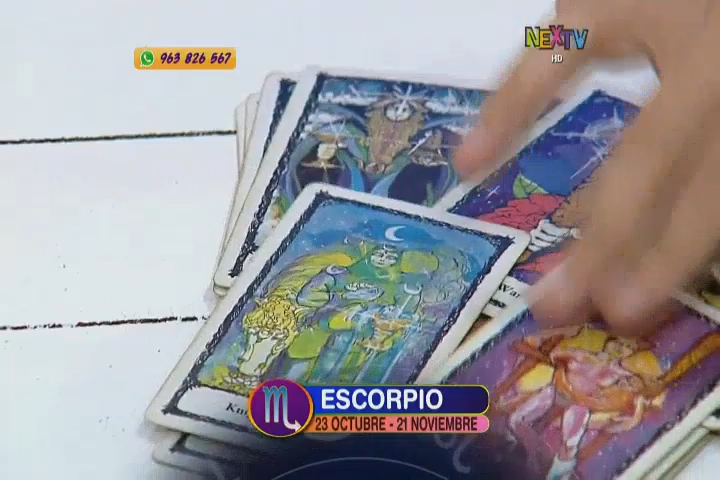 963 826 567
NEXTV
HD
ESCORPIO
23 OCTUBRE - 21 NOVIEMBRE